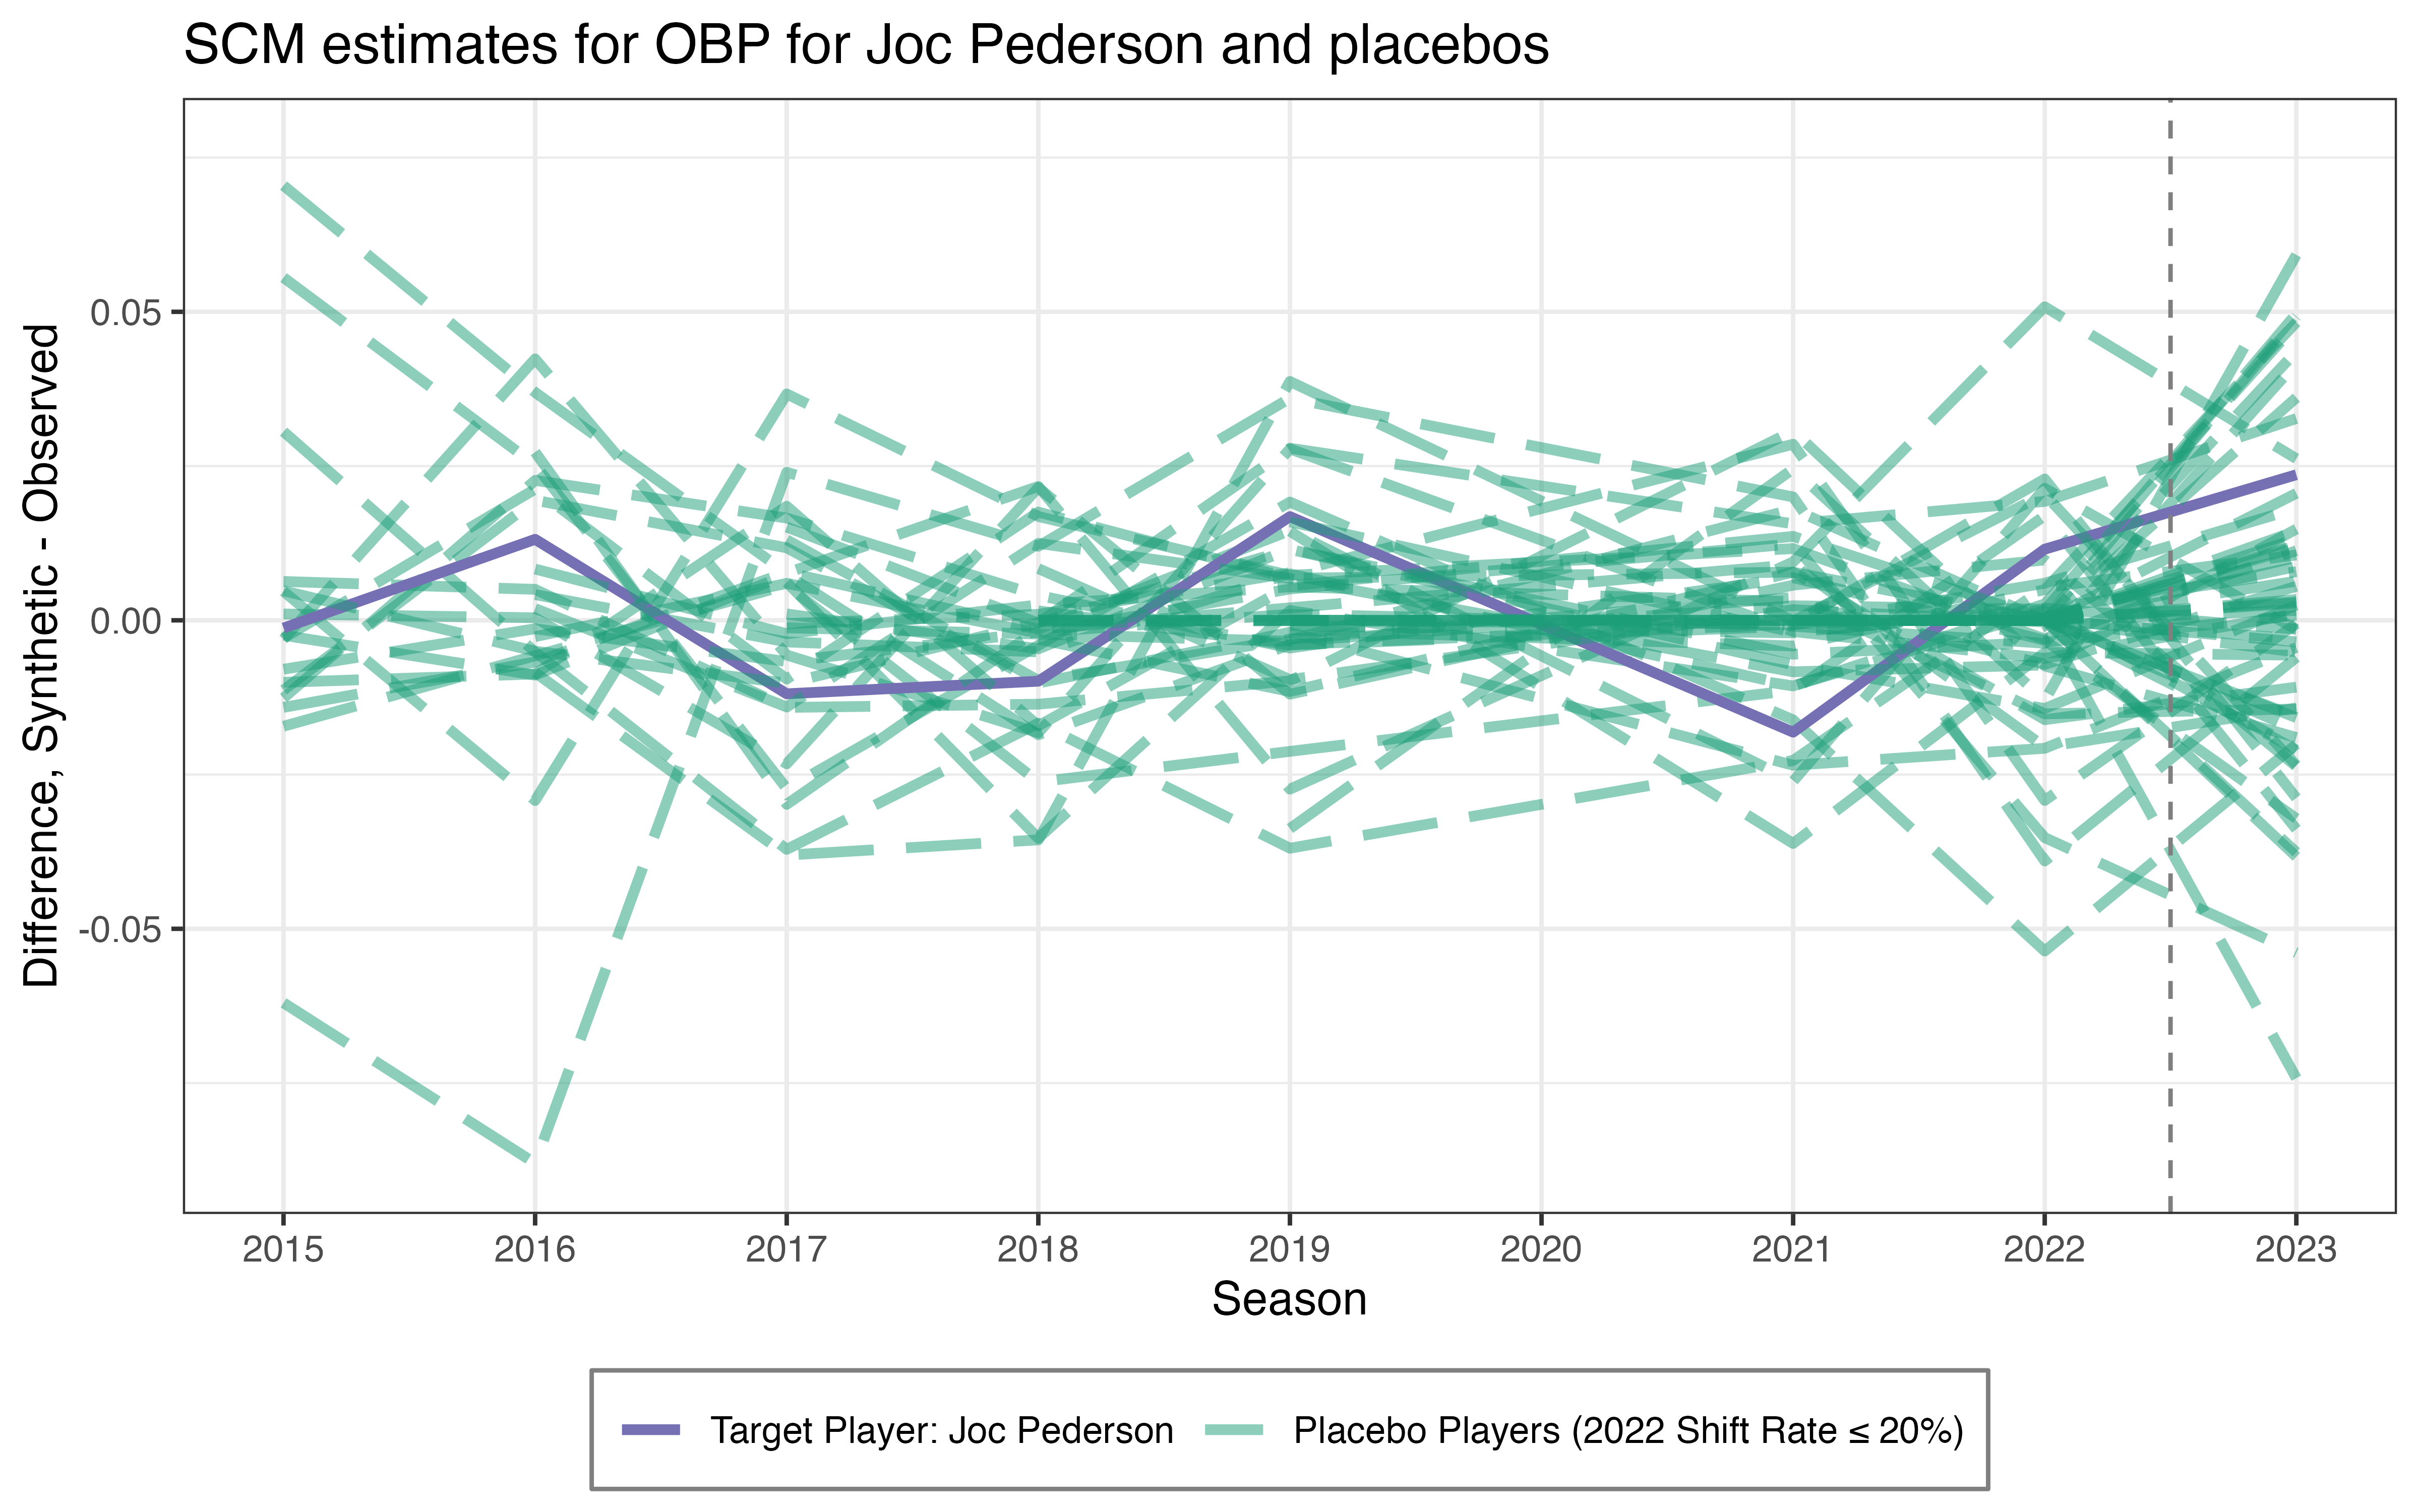 SCM estimates for OBP for Joc Pederson and placebos
Difference, Synthetic - Observed
0.05
0.00
-0.05
2015 2016 2017 2018 2019 2020 2021 2022 2023
Season
Target Player: Joc Pederson Placebo Players (2022 Shift Rate ≤ 20%)